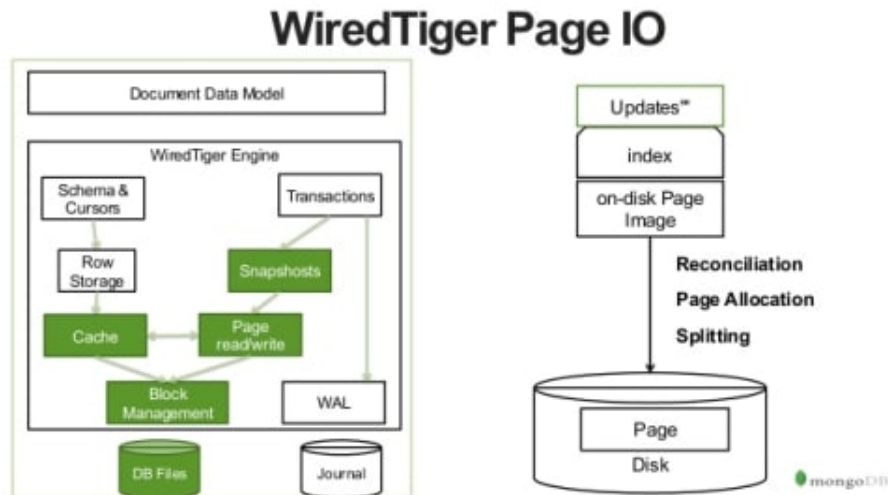 WiredTiger Page IO
Document Data Model
WiredTiger Engine
Schema &
Cursors
Transactions
Row
Storage
Snapshosts
Cache
Page
read/write
Block
Management
WAL
DB Files
Journal
Updates**
index
on-disk Page
Image
Reconciliation
Page Allocation
Splitting
Page
Disk
mongoDB